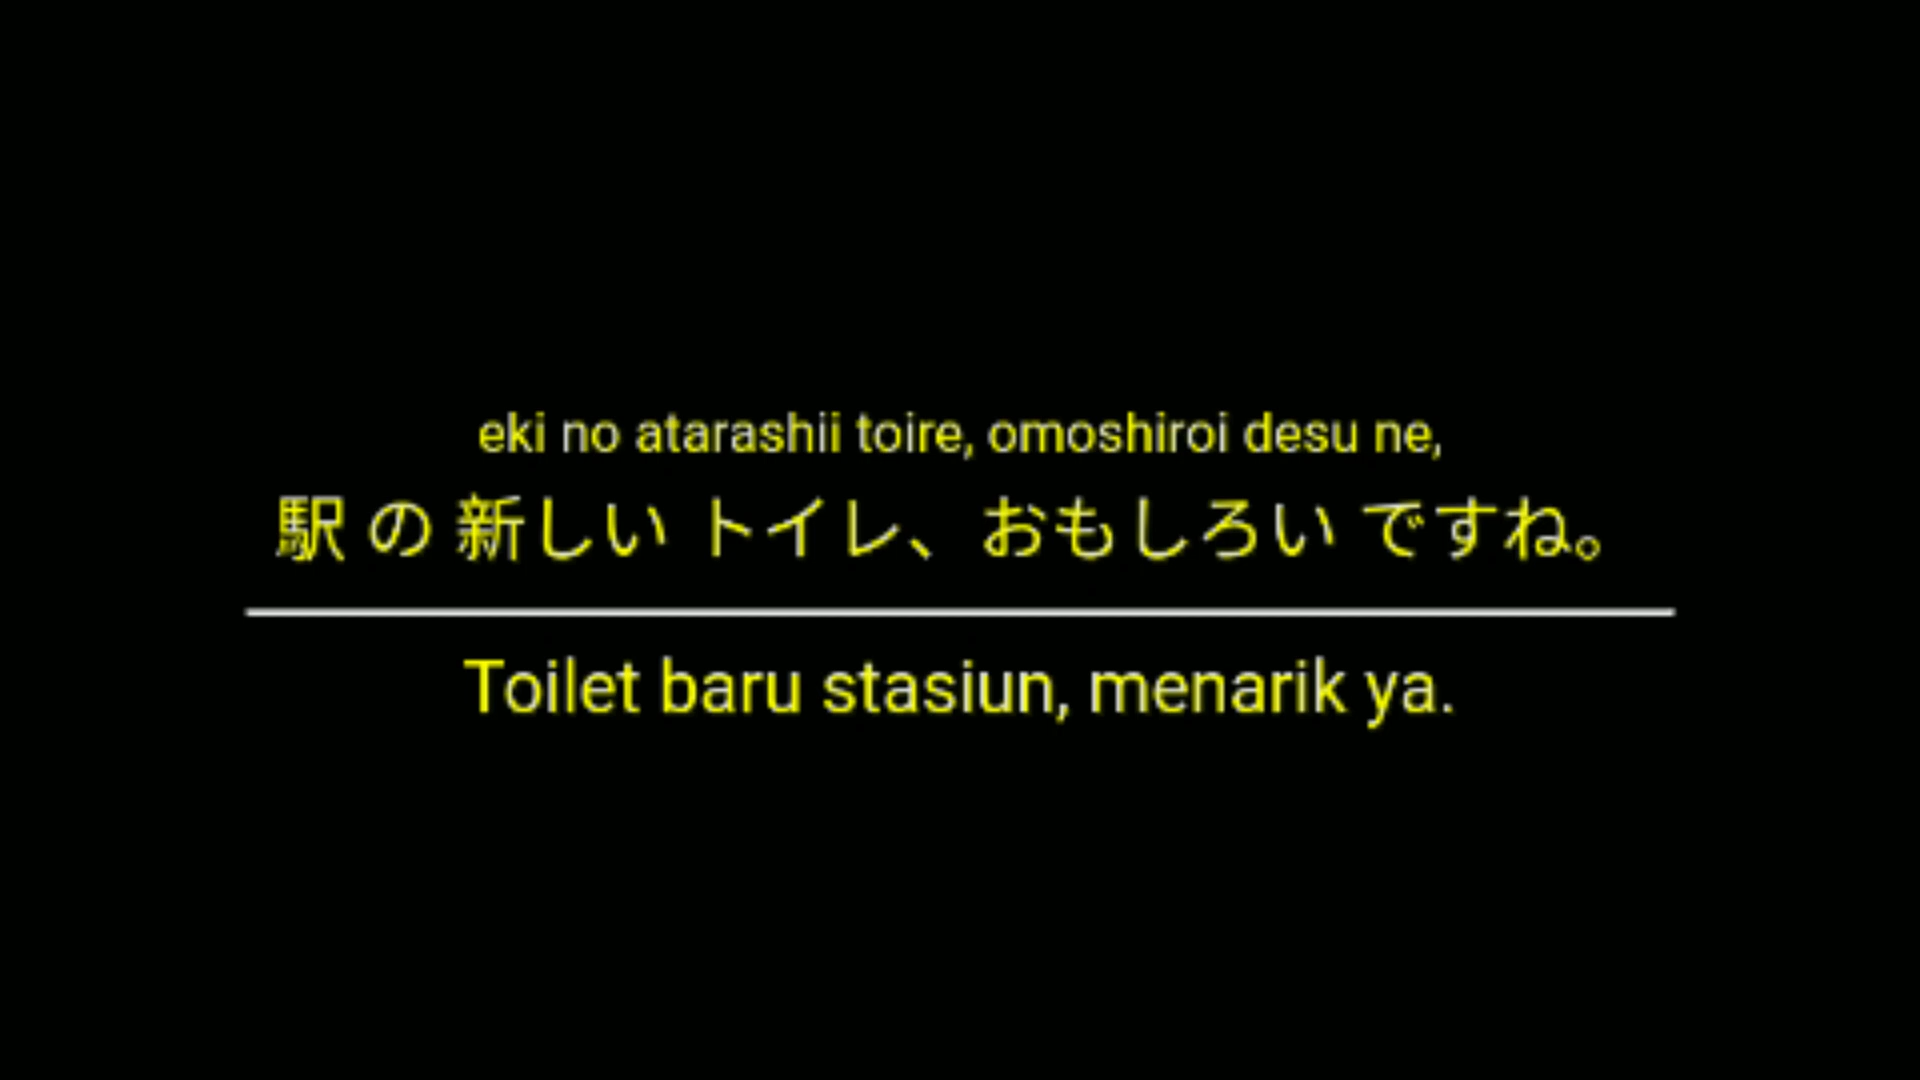 eki no atarashii toire, omoshiroi desu ne,
駅 の 新しい トイレ、おもしろい ですね。
Toilet baru stasiun, menarik ya.